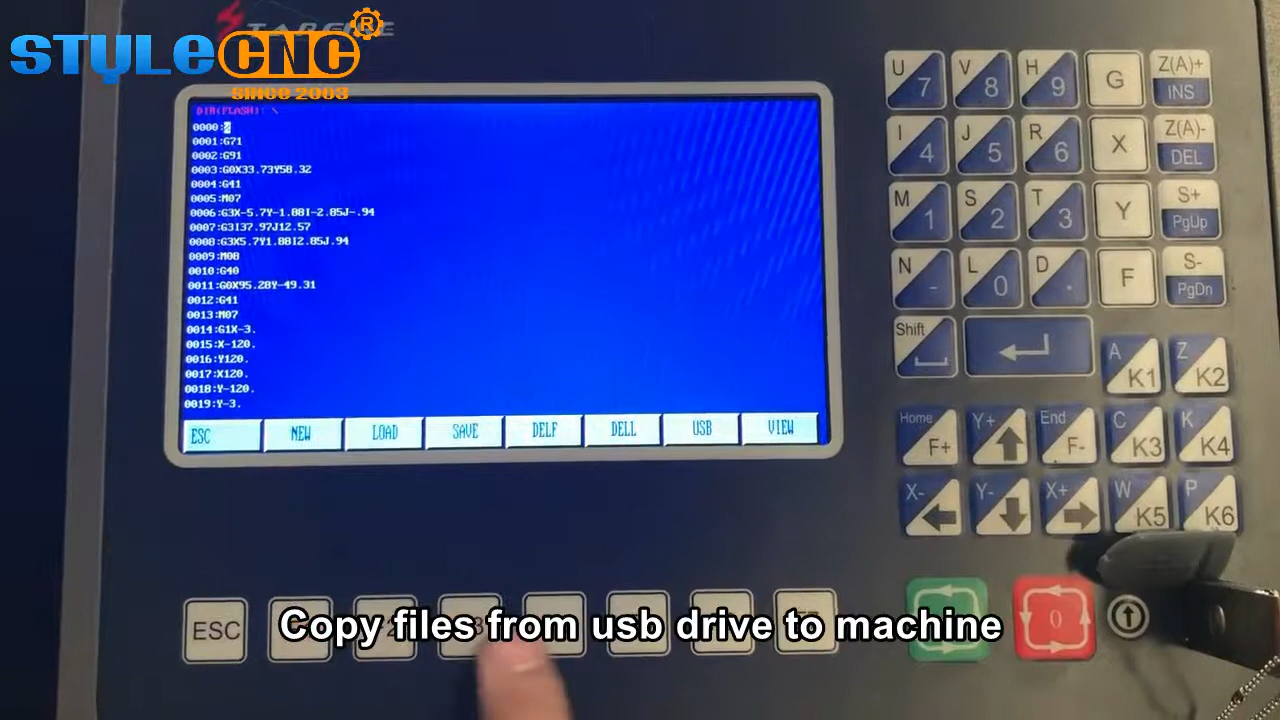 STYLECNC®
SINCE 2003
DIR(FLASH): \
0000:%
0001:G71
0002:G91
0003:G0X33.73Y58.32
0004:G41
0005:M07
0006:G3X-5.7Y-1.88I-2.85J-.94
0007:G3I37.97J12.57
0008:G3X5.7Y1.88I2.85J.94
0009:M08
0010:G40
0011:G0X95.28Y-49.31
0012:G41
0013:M07
0014:G1X-3.
0015:X-120.
0016:Y120.
0017:X120.
0018:Y-120.
0019:Y-3.
ESC NEW LOAD SAVE DELF DELL USB VIEW
U 7 V 8 H 9 G Z(A)+ INS
I 4 J 5 R 6 X Z(A)- DEL
M 1 S 2 T 3 Y S+ PgUp
N - L 0 D . F S- PgDn
Shift A K1 Z K2
Home F+ Y+ End F- C K3 K K4
X- Y- X+ W K5 P K6
ESC
0
Copy files from usb drive to machine